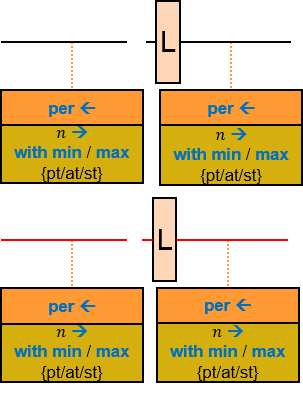 L
per ← per ←
n → n →
with min / max with min / max
{pt/at/st} {pt/at/st}
L
per ← per ←
n → n →
with min / max with min / max
{pt/at/st} {pt/at/st}